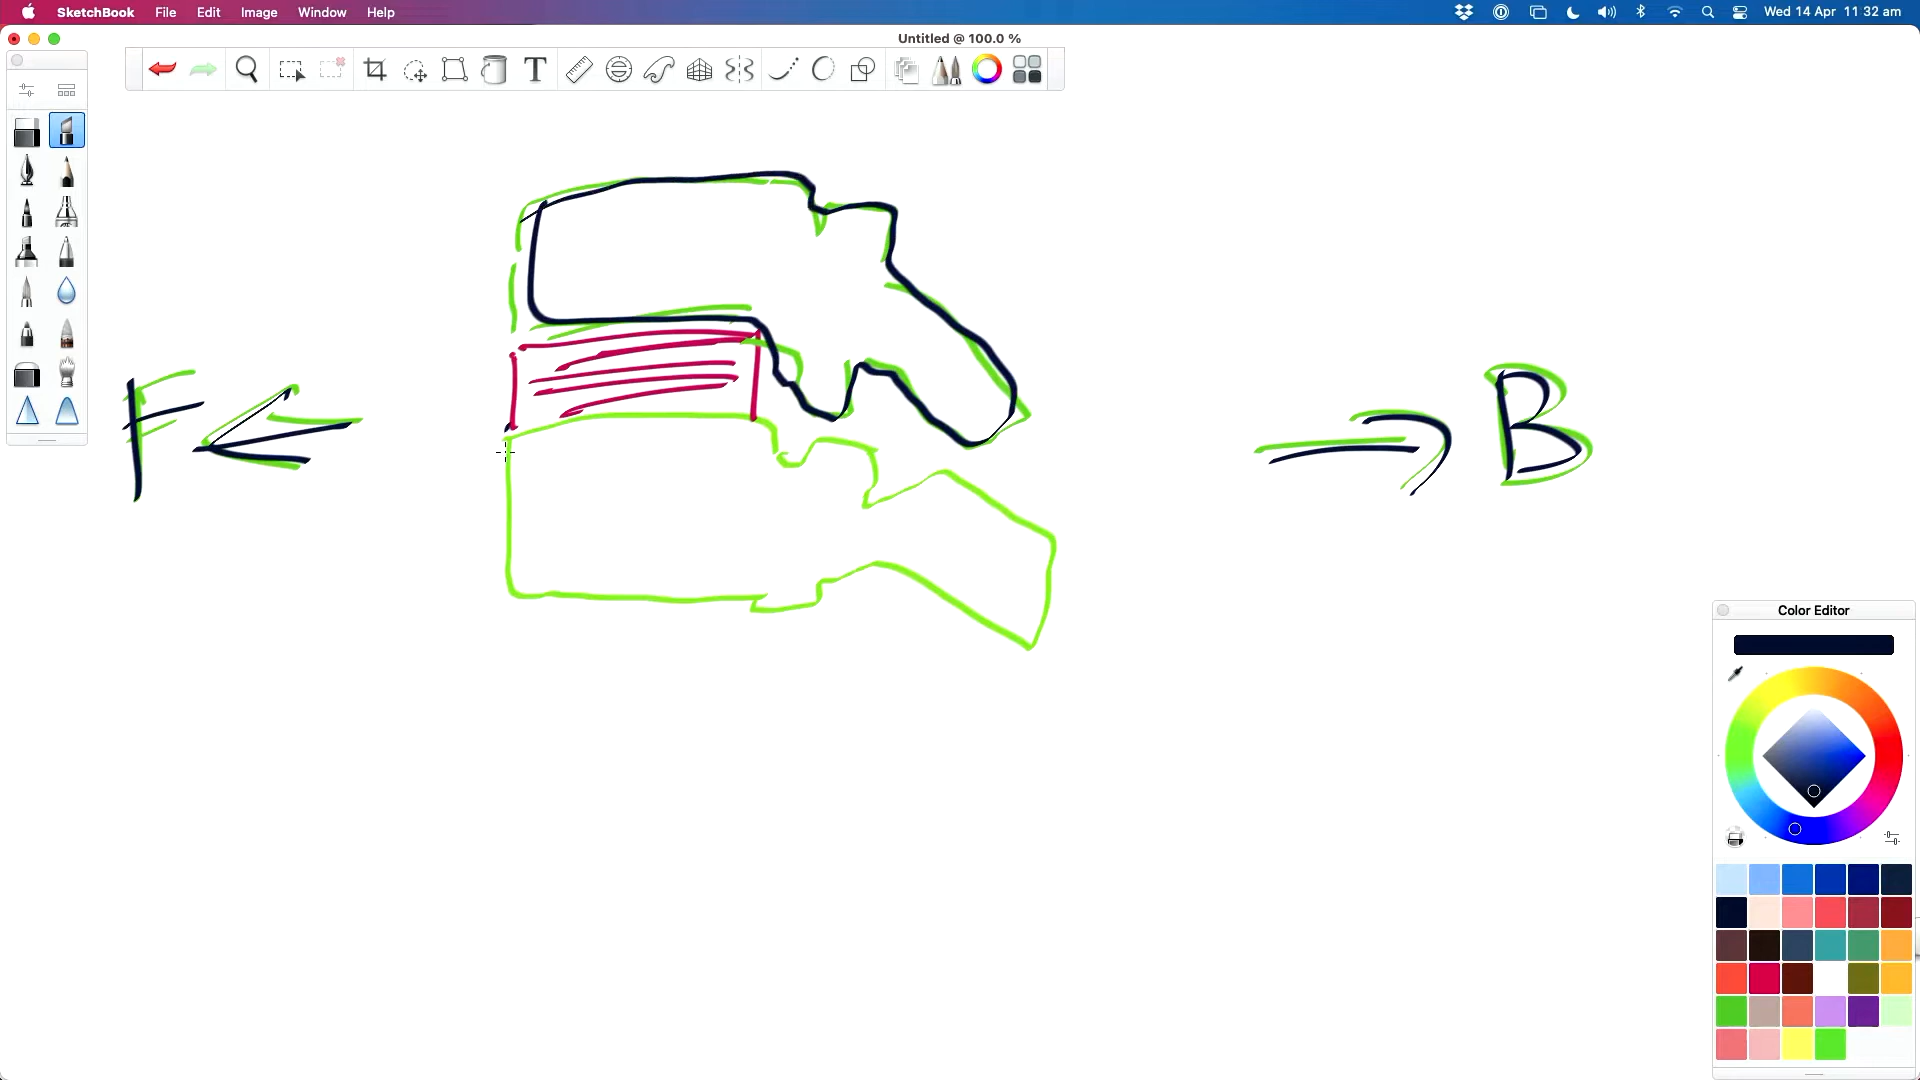 SketchBook File Edit Image Window Help Wed 14 Apr 11 32 am
Untitled @ 100.0 %
T
F
B
Color Editor